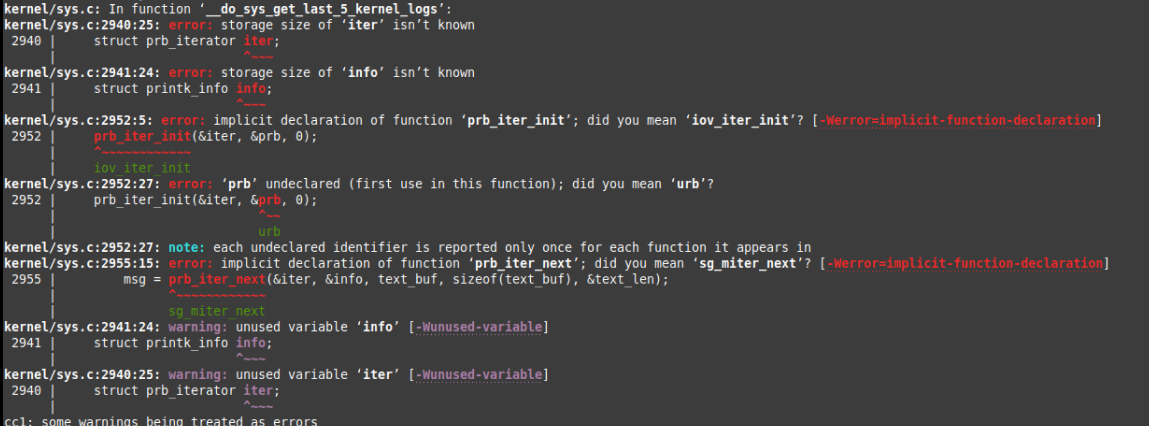 kernel/sys.c: In function ‘__do_sys_get_last_5_kernel_logs’:
kernel/sys.c:2940:25: error: storage size of ‘iter’ isn’t known
 2940 |     struct prb_iterator iter;
      |                         ^~~~
kernel/sys.c:2941:24: error: storage size of ‘info’ isn’t known
 2941 |     struct printk_info info;
      |                        ^~~~
kernel/sys.c:2952:5: error: implicit declaration of function ‘prb_iter_init’; did you mean ‘iov_iter_init’? [-Werror=implicit-function-declaration]
 2952 |     prb_iter_init(&iter, &prb, 0);
      |     ^~~~~~~~~~~~~
      |     iov_iter_init
kernel/sys.c:2952:27: error: ‘prb’ undeclared (first use in this function); did you mean ‘urb’?
 2952 |     prb_iter_init(&iter, &prb, 0);
      |                           ^~~
      |                           urb
kernel/sys.c:2952:27: note: each undeclared identifier is reported only once for each function it appears in
kernel/sys.c:2955:15: error: implicit declaration of function ‘prb_iter_next’; did you mean ‘sg_miter_next’? [-Werror=implicit-function-declaration]
 2955 |         msg = prb_iter_next(&iter, &info, text_buf, sizeof(text_buf), &text_len);
      |               ^~~~~~~~~~~~~
      |               sg_miter_next
kernel/sys.c:2941:24: warning: unused variable ‘info’ [-Wunused-variable]
 2941 |     struct printk_info info;
      |                        ^~~~
kernel/sys.c:2940:25: warning: unused variable ‘iter’ [-Wunused-variable]
 2940 |     struct prb_iterator iter;
      |                         ^~~~
cc1: some warnings being treated as errors